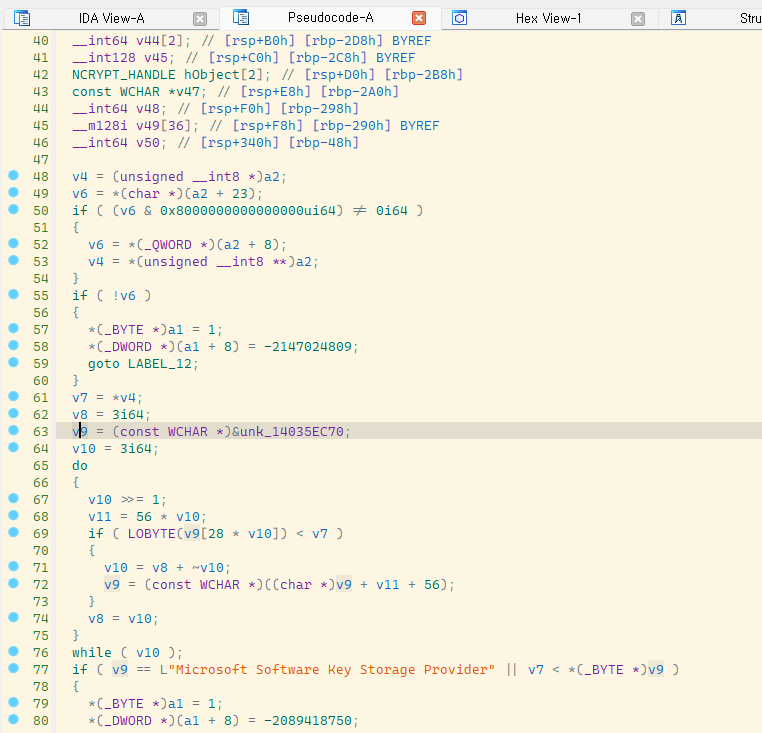 IDA View-A Pseudocode-A Hex View-1 Stru
40 __int64 v44[2]; // [rsp+B0h] [rbp-2D8h] BYREF
41 __int128 v45; // [rsp+C0h] [rbp-2C8h] BYREF
42 NCRYPT_HANDLE hObject[2]; // [rsp+D0h] [rbp-2B8h]
43 const WCHAR *v47; // [rsp+E8h] [rbp-2A0h]
44 __int64 v48; // [rsp+F0h] [rbp-298h]
45 __m128i v49[36]; // [rsp+F8h] [rbp-290h] BYREF
46 __int64 v50; // [rsp+340h] [rbp-48h]
47
48 v4 = (unsigned __int8 *)a2;
49 v6 = *(char *)(a2 + 23);
50 if ( (v6 & 0x8000000000000000ui64) ≠ 0i64 )
51 {
52 v6 = *(_QWORD *)(a2 + 8);
53 v4 = *(unsigned __int8 **)a2;
54 }
55 if ( !v6 )
56 {
57 *(_BYTE *)a1 = 1;
58 *(_DWORD *)(a1 + 8) = -2147024809;
59 goto LABEL_12;
60 }
61 v7 = *v4;
62 v8 = 3i64;
63 v9 = (const WCHAR *)&unk_14035EC70;
64 v10 = 3i64;
65 do
66 {
67 v10 >>= 1;
68 v11 = 56 * v10;
69 if ( LOBYTE(v9[28 * v10]) < v7 )
70 {
71 v10 = v8 + ~v10;
72 v9 = (const WCHAR *)((char *)v9 + v11 + 56);
73 }
74 v8 = v10;
75 }
76 while ( v10 );
77 if ( v9 == L"Microsoft Software Key Storage Provider" || v7 < *(_BYTE *)v9 )
78 {
79 *(_BYTE *)a1 = 1;
80 *(_DWORD *)(a1 + 8) = -2089418750;